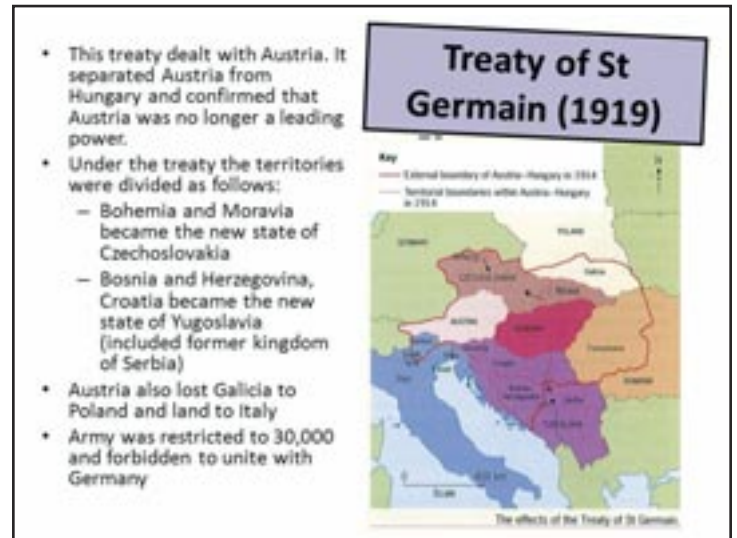 • This treaty dealt with Austria. It
separated Austria from
Hungary and confirmed that
Austria was no longer a leading
power.
• Under the treaty the territories
were divided as follows:
– Bohemia and Moravia
became the new state of
Czechoslovakia
– Bosnia and Herzegovina,
Croatia became the new
state of Yugoslavia
(included former kingdom
of Serbia)
• Austria also lost Galicia to
Poland and land to Italy
• Army was restricted to 30,000
and forbidden to unite with
Germany
Treaty of St
Germain (1919)
Key
External boundary of Austria-Hungary in 1914
Territorial boundaries within Austria-Hungary
in 1914
N
GERMANY
POLAND
Galicia
AUSTRIA
HUNGARY
Transylvania
Scale
The effects of the Treaty of St Germain.